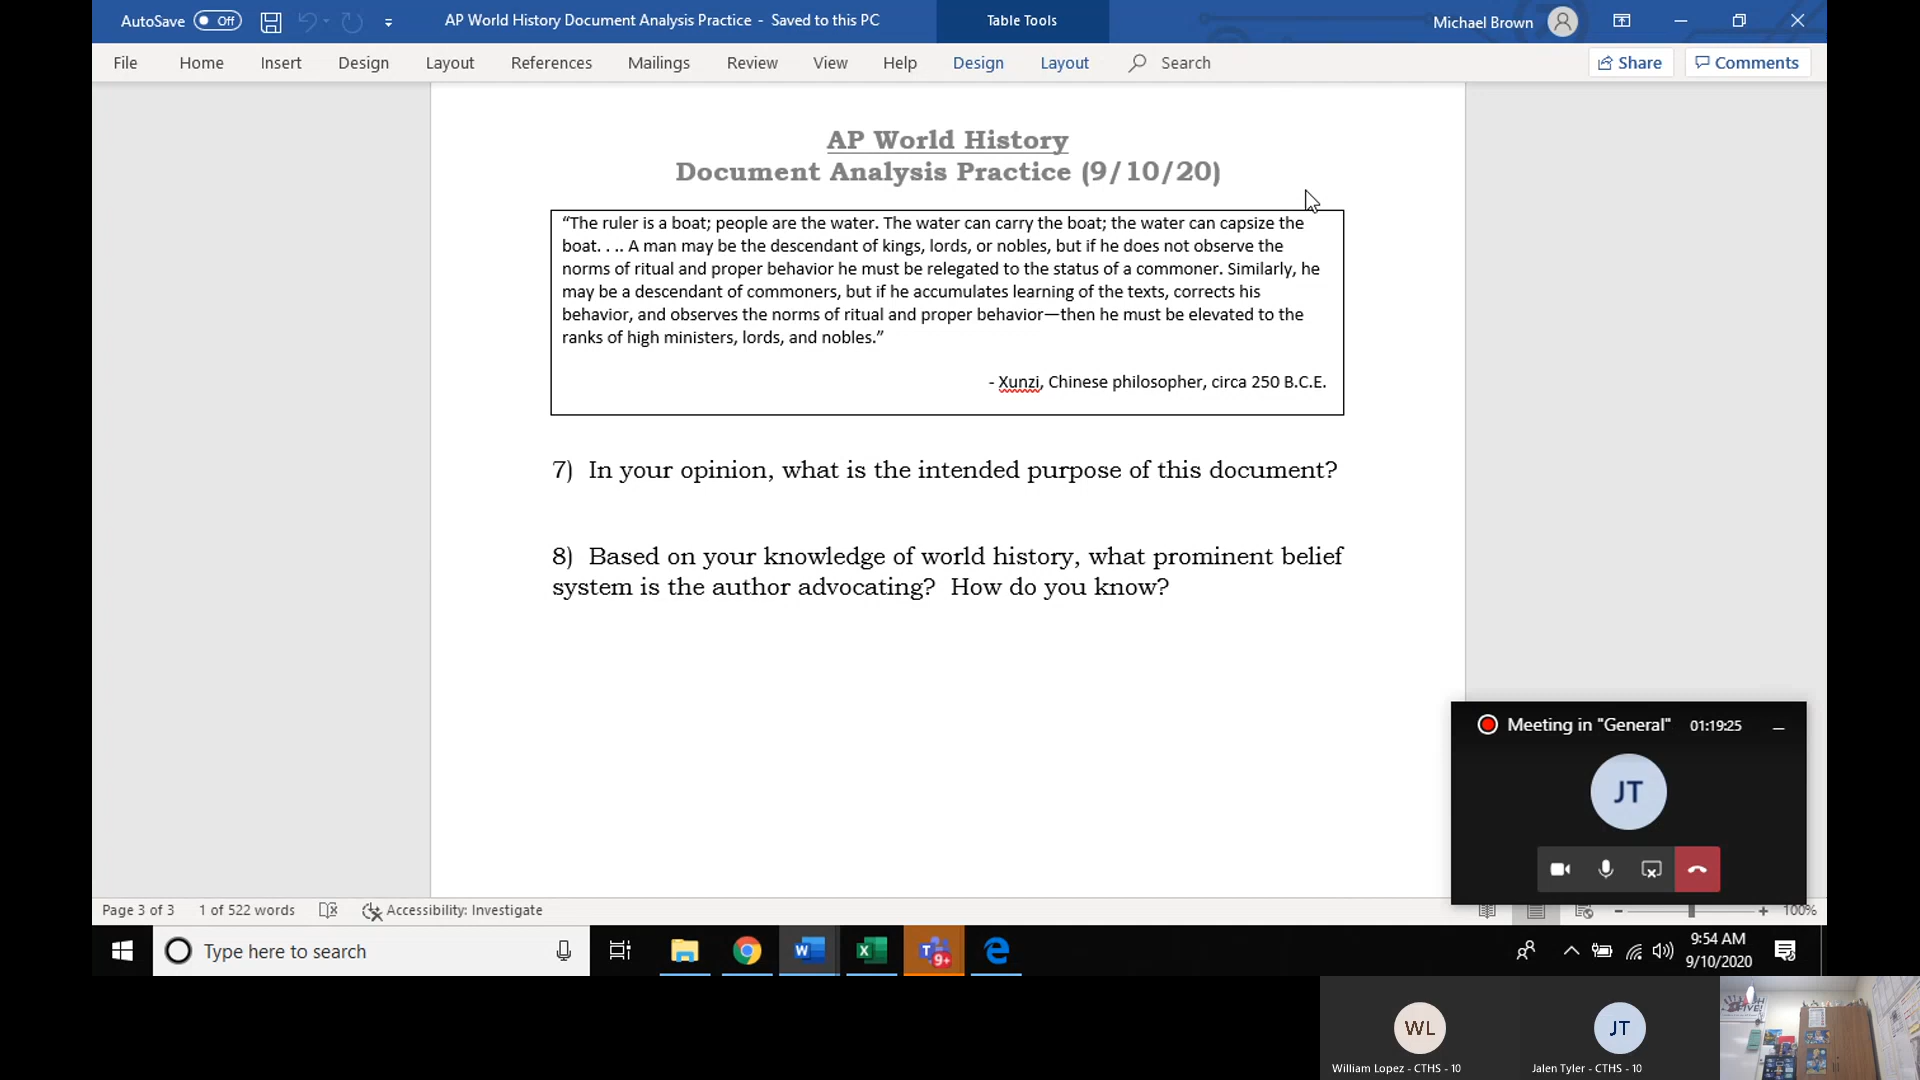 AutoSave Off AP World History Document Analysis Practice - Saved to this PC Table Tools Michael Brown
File Home Insert Design Layout References Mailings Review View Help Design Layout Search Share Comments
AP World History
Document Analysis Practice (9/10/20)
“The ruler is a boat; people are the water. The water can carry the boat; the water can capsize the
boat. . .. A man may be the descendant of kings, lords, or nobles, but if he does not observe the
norms of ritual and proper behavior he must be relegated to the status of a commoner. Similarly, he
may be a descendant of commoners, but if he accumulates learning of the texts, corrects his
behavior, and observes the norms of ritual and proper behavior—then he must be elevated to the
ranks of high ministers, lords, and nobles.”
- Xunzi, Chinese philosopher, circa 250 B.C.E.
7) In your opinion, what is the intended purpose of this document?
8) Based on your knowledge of world history, what prominent belief
system is the author advocating? How do you know?
Meeting in "General" 01:19:25
JT
Page 3 of 3 1 of 522 words Accessibility: Investigate 100%
Type here to search 9+ 9:54 AM
9/10/2020
WL JT
William Lopez - CTHS - 10 Jalen Tyler - CTHS - 10